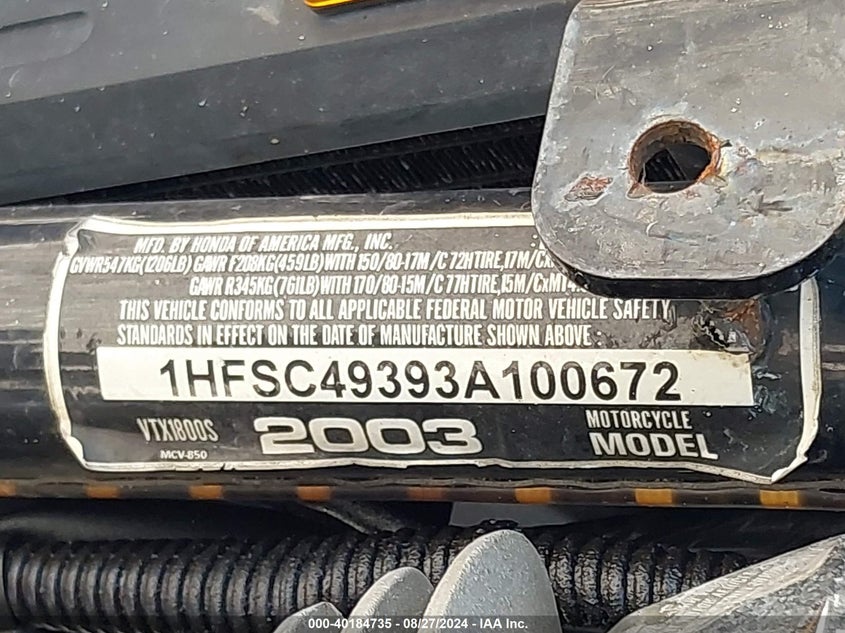 MFD. BY HONDA OF AMERICA MFG., INC.
GVWR547KG(1206LB) GAWR F208KG(459LB)WITH 150/80-17M/C 72HTIRE,17M/C
GAWR R345KG(761LB)WITH 170/80-15M/C 77HTIRE,15M/CxMT4
THIS VEHICLE CONFORMS TO ALL APPLICABLE FEDERAL MOTOR VEHICLE SAFETY
STANDARDS IN EFFECT ON THE DATE OF MANUFACTURE SHOWN ABOVE :
1HFSC49393A100672
VTX1800S 2003 MOTORCYCLE
MCV-850 MODEL
000-40184735 - 08/27/2024 - IAA Inc.